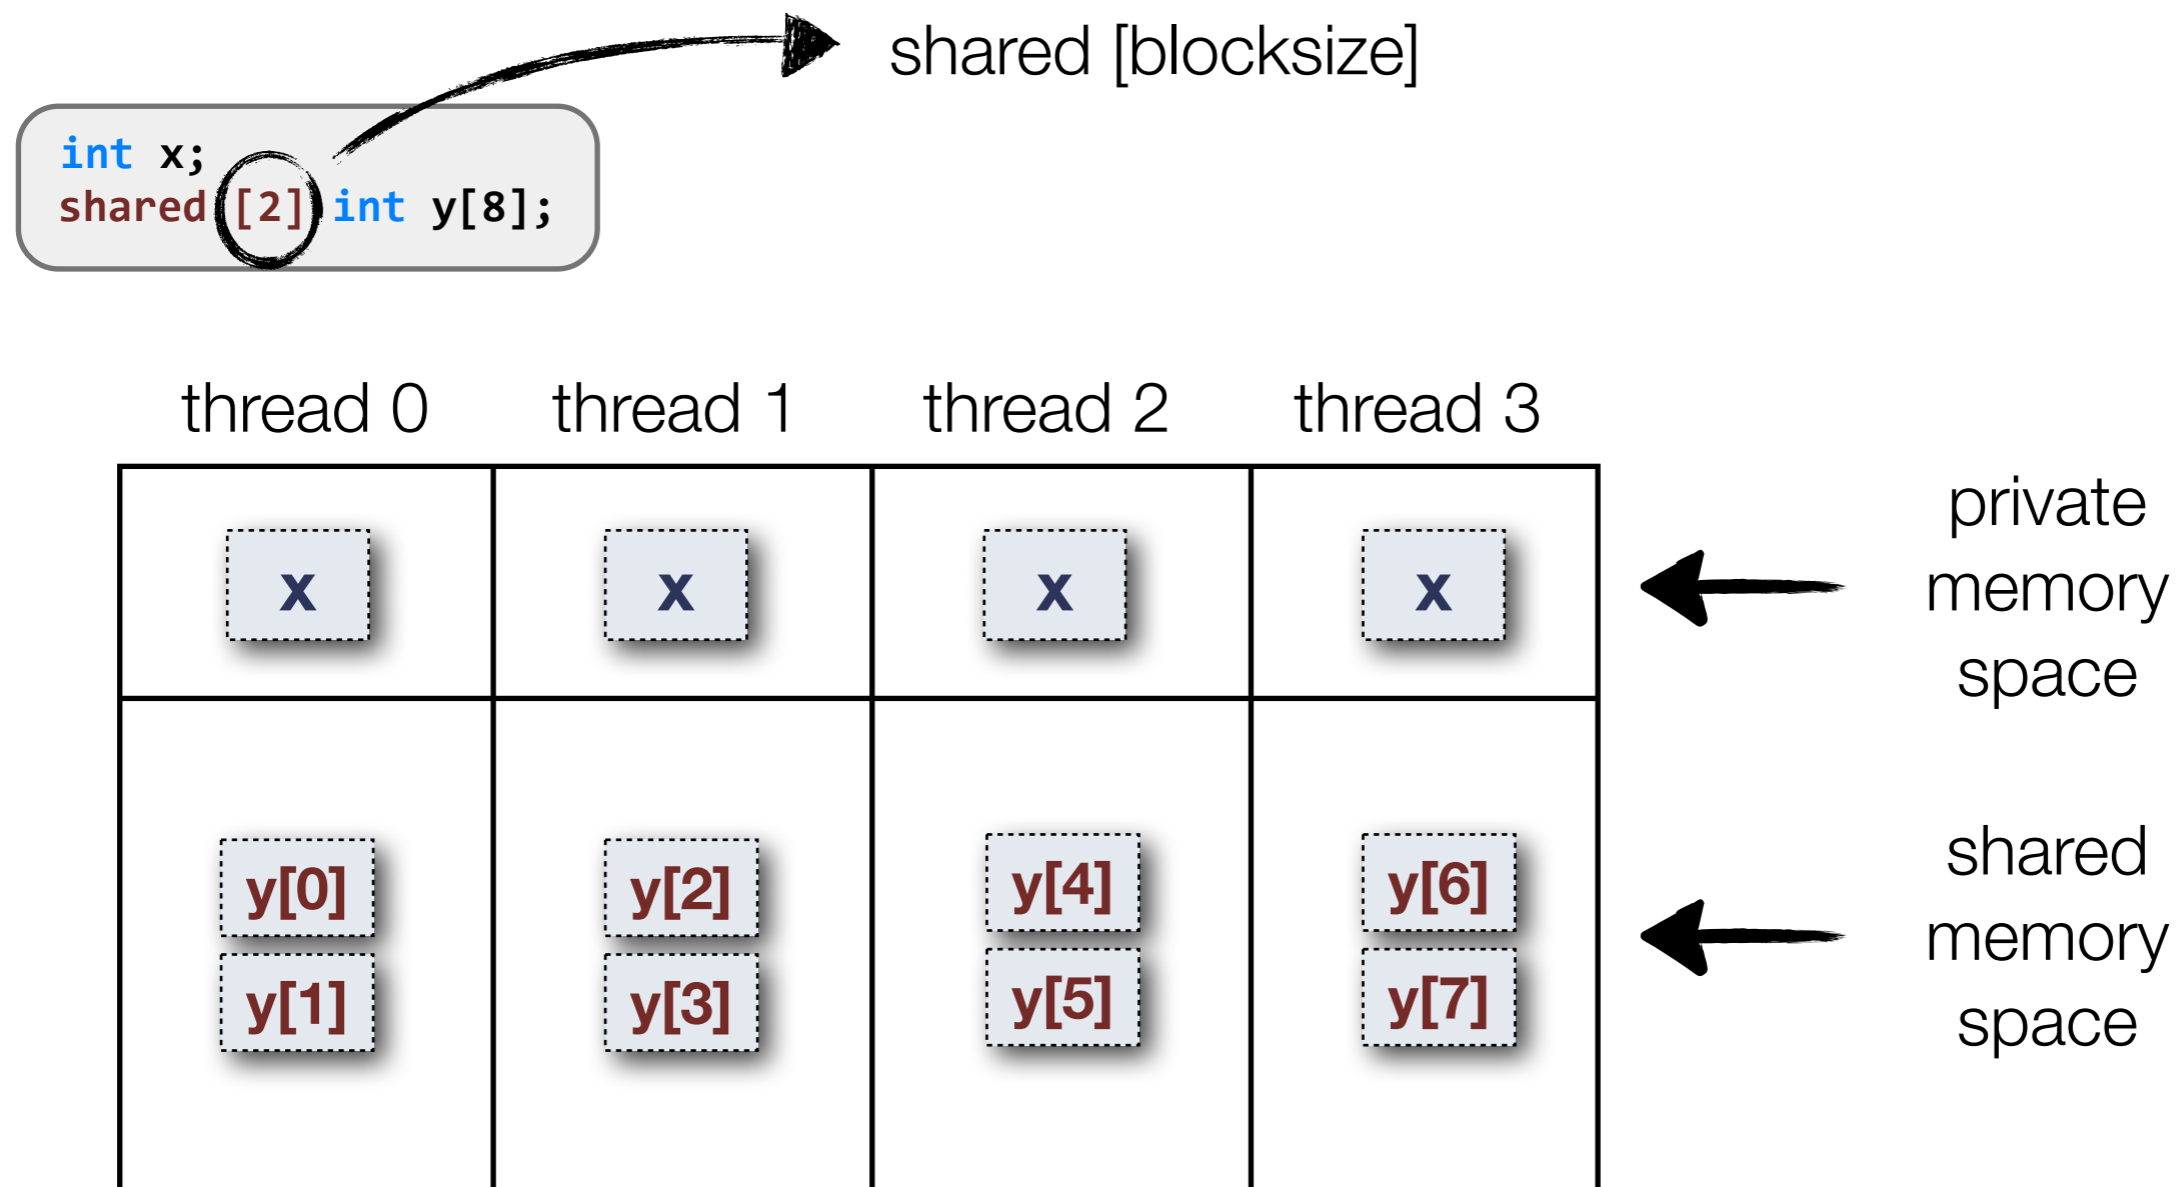 shared [blocksize]
int x;
shared [2] int y[8];
thread 0 thread 1 thread 2 thread 3
x x x x
private
memory
space
y[0] y[2] y[4] y[6]
y[1] y[3] y[5] y[7]
shared
memory
space